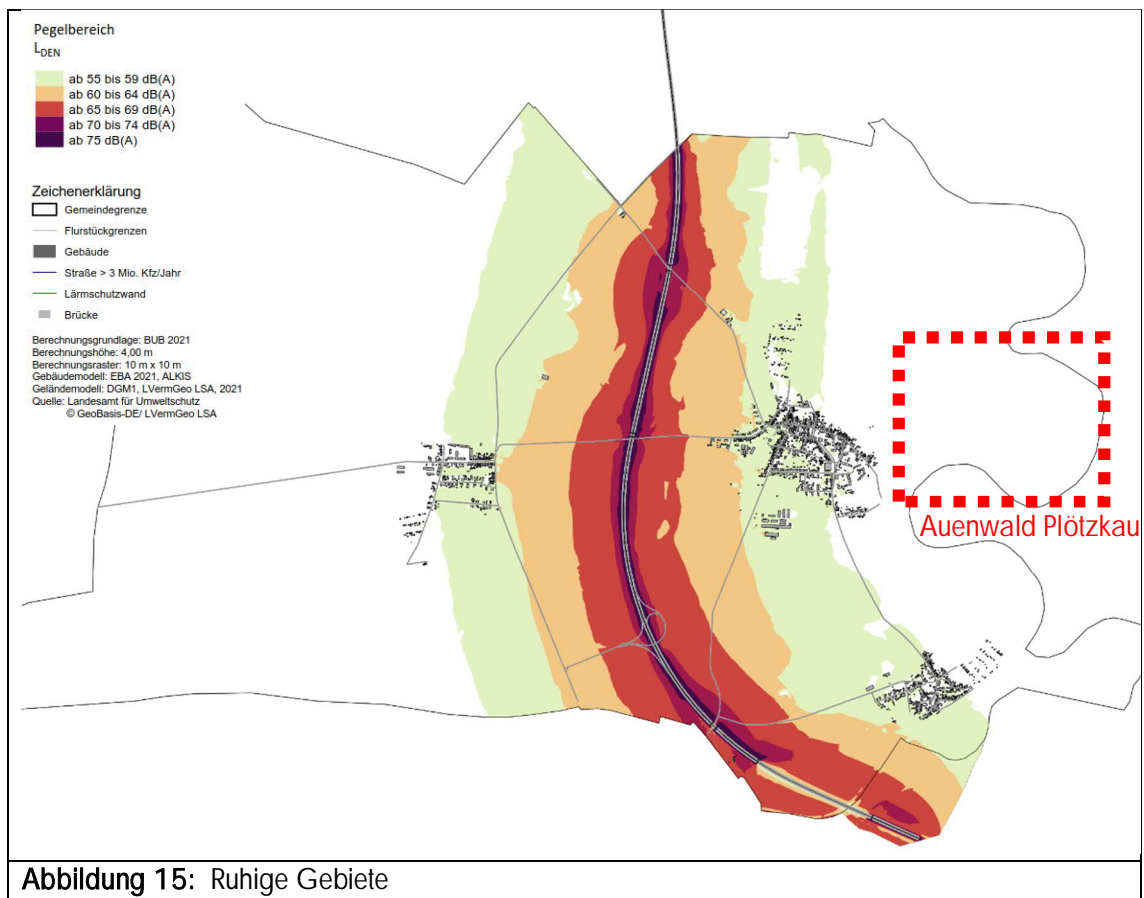 Pegelbereich
L_DEN
ab 55 bis 59 dB(A)
ab 60 bis 64 dB(A)
ab 65 bis 69 dB(A)
ab 70 bis 74 dB(A)
ab 75 dB(A)
Zeichenerklärung
Gemeindegrenze
Flurstückgrenzen
Gebäude
Straße > 3 Mio. Kfz/Jahr
Lärmschutzwand
Brücke
Berechnungsgrundlage: BUB 2021
Berechnungshöhe: 4,00 m
Berechnungsraster: 10 m x 10 m
Gebäudemodell: EBA 2021, ALKIS
Geländemodell: DGM1, LVermGeo LSA, 2021
Quelle: Landesamt für Umweltschutz
© GeoBasis-DE/ LVermGeo LSA
Auenwald Plötzkau
Abbildung 15: Ruhige Gebiete